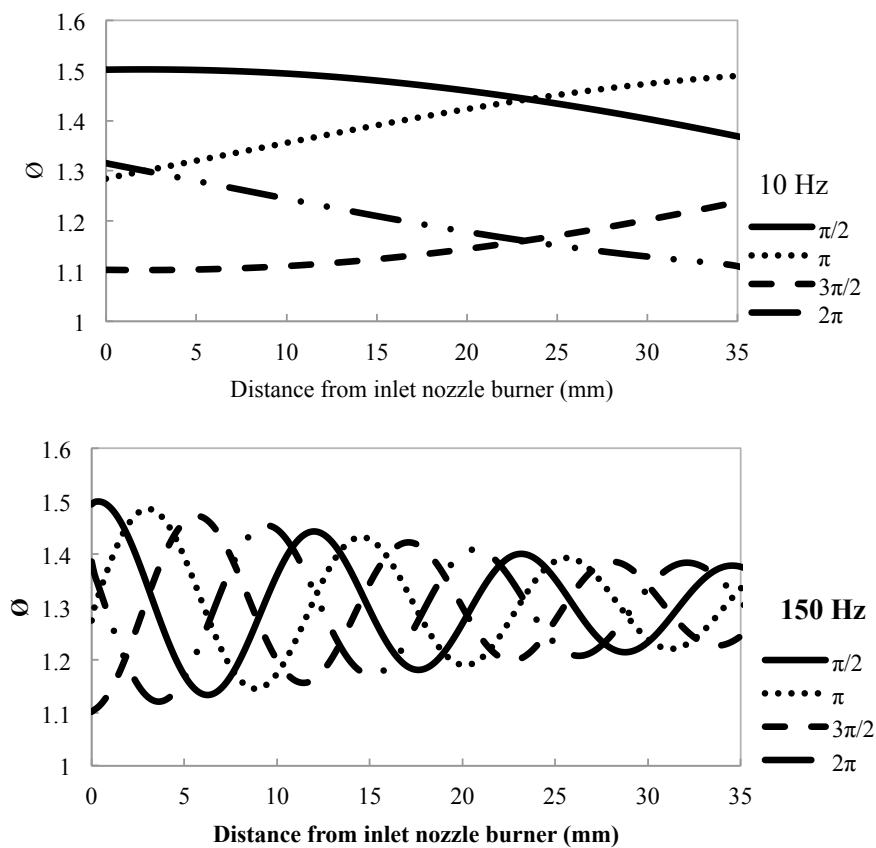 1.6
1.5
1.4
1.3
1.2
1.1
1
Ø
0 5 10 15 20 25 30 35
Distance from inlet nozzle burner (mm)
10 Hz
π/2
π
3π/2
2π
1.6
1.5
1.4
1.3
1.2
1.1
1
Ø
0 5 10 15 20 25 30 35
Distance from inlet nozzle burner (mm)
150 Hz
π/2
π
3π/2
2π